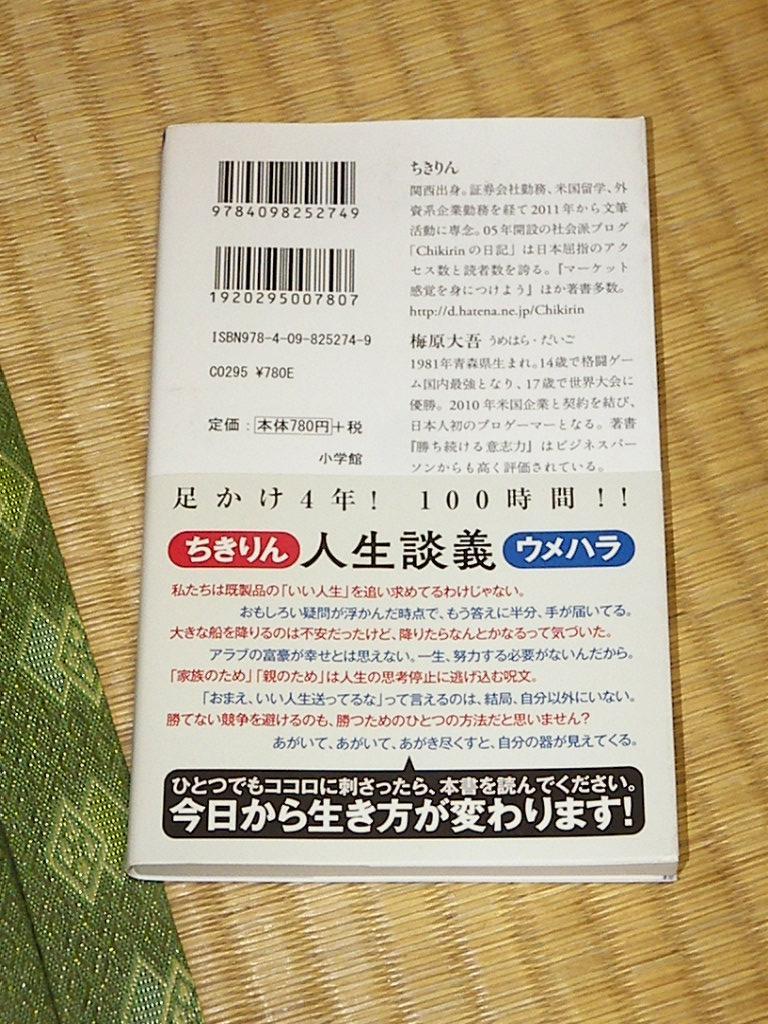 9784098252749
1920295007807
ISBN978-4-09-825274-9
C0295 ¥780E
定価：本体780円+税
小学館
ちきりん
関西出身。証券会社勤務、米国留学、外
資系企業勤務を経て2011年から文筆
活動に専念。05年開設の社会派ブログ
「Chikirinの日記」は日本屈指のアク
セス数と読者数を誇る。『マーケット
感覚を身につけよう』ほか著書多数。
http://d.hatena.ne.jp/Chikirin
梅原大吾 うめはら・だいご
1981年青森県生まれ。14歳で格闘ゲー
ム国内最強となり、17歳で世界大会に
優勝。2010年米国企業と契約を結び、
日本人初のプロゲーマーとなる。著書
『勝ち続ける意志力』はビジネスパー
ソンからも高く評価されている。
足かけ4年！ 100時間！！
ちきりん 人生談義 ウメハラ
私たちは既製品の「いい人生」を追い求めてるわけじゃない。
おもしろい疑問が浮かんだ時点で、もう答えに半分、手が届いてる。
大きな船を降りるのは不安だったけど、降りたらなんとかなるって気づいた。
アラブの富豪が幸せとは思えない。一生、努力する必要がないんだから。
「家族のため」「親のため」は人生の思考停止に逃げ込む呪文。
「おまえ、いい人生送ってるな」って言えるのは、結局、自分以外にいない。
勝てない競争を避けるのも、勝つためのひとつの方法だと思いません？
あがいて、あがいて、あがき尽くすと、自分の器が見えてくる。
ひとつでもココロに刺さったら、本書を読んでください。
今日から生き方が変わります！